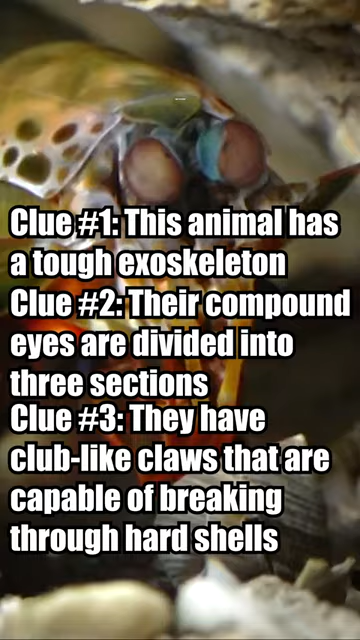 Clue #1: This animal has
a tough exoskeleton
Clue #2: Their compound
eyes are divided into
three sections
Clue #3: They have
club-like claws that are
capable of breaking
through hard shells